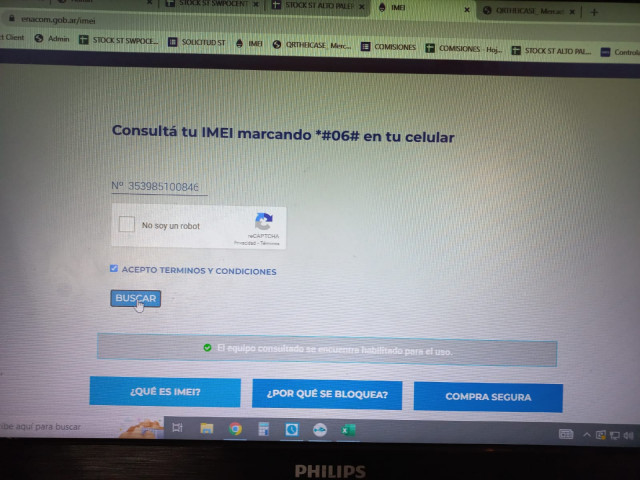 STOCK ST SWPOCENT
STOCK ST ALTO PALER
IMEI
QRTHEICASE_ Mercad
enacom.gob.ar/imei
t Client
Admin
STOCK ST SWPOCE...
SOLICITUD ST
IMEI
QRTHEICASE_ Merc...
COMISIONES
COMISIONES - Hoj...
STOCK ST ALTO PAL...
Control
Consultá tu IMEI marcando *#06# en tu celular
Nº 353985100846
No soy un robot
reCAPTCHA
Privacidad - Términos
ACEPTO TERMINOS Y CONDICIONES
BUSCAR
El equipo consultado se encuentra habilitado para el uso.
¿QUÉ ES IMEI?
¿POR QUÉ SE BLOQUEA?
COMPRA SEGURA
ibe aquí para buscar
PHILIPS